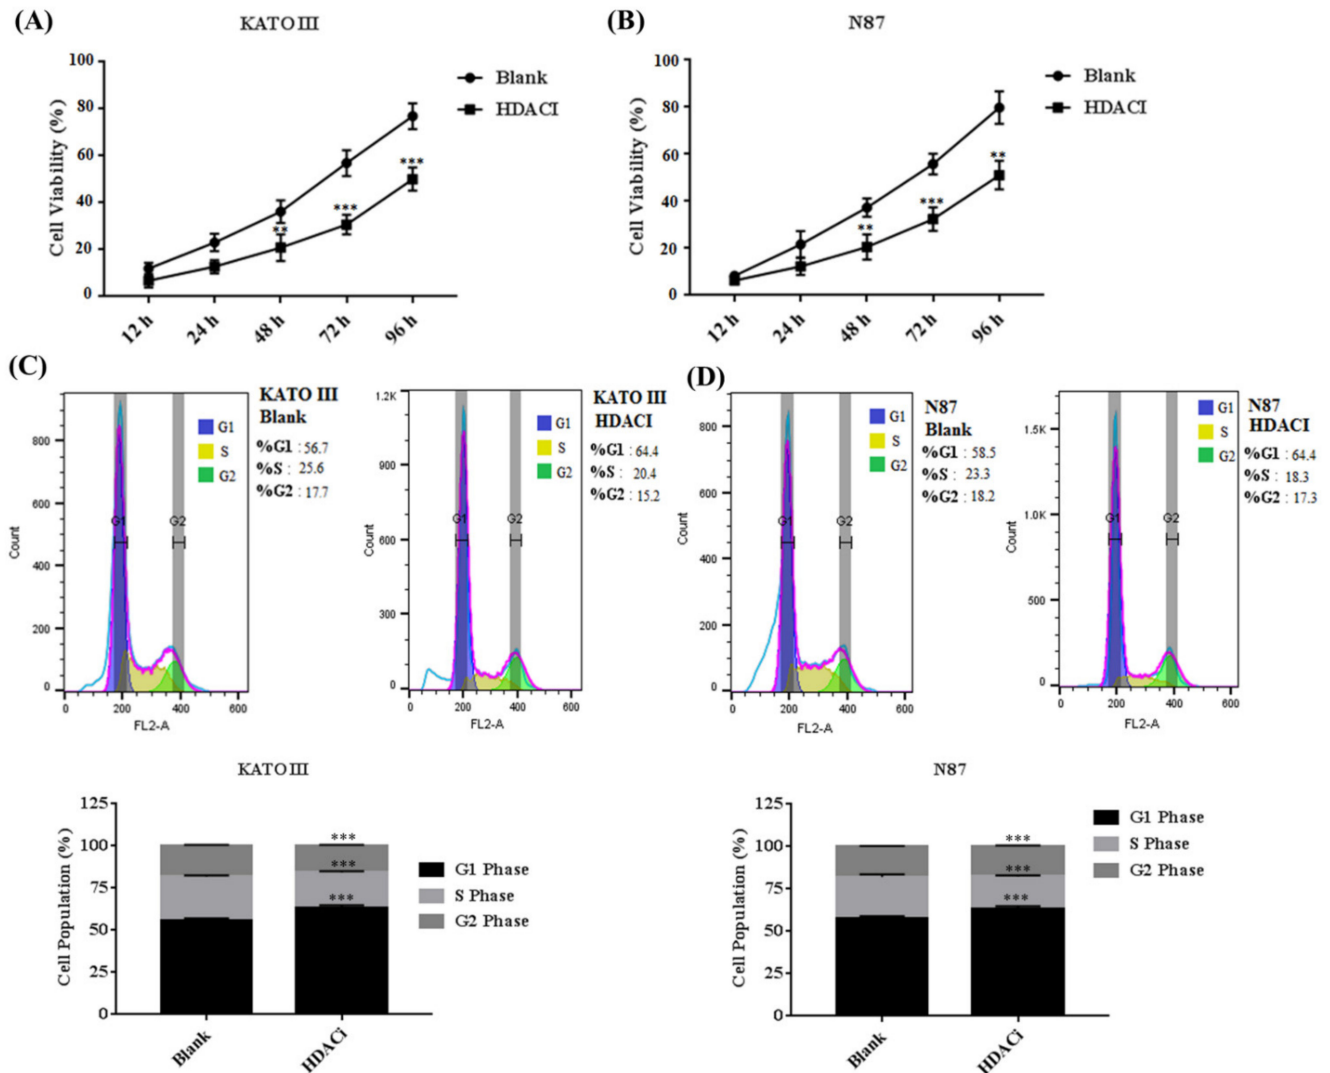 (A)
KATO III
Cell Viability (%)
100
80
60
40
20
0
Blank
HDACI
**
***
***
12 h
24 h
48 h
72 h
96 h
(B)
N87
Cell Viability (%)
100
80
60
40
20
0
Blank
HDACI
**
***
**
12 h
24 h
48 h
72 h
96 h
(C)
Count
800
600
400
200
0
G1
G2
0
200
400
600
FL2-A
G1
S
G2
KATO III
Blank
%G1 : 56.7
%S : 25.6
%G2 : 17.7
Count
1.2K
900
600
300
0
G1
G2
0
200
400
600
FL2-A
G1
S
G2
KATO III
HDACI
%G1 : 64.4
%S : 20.4
%G2 : 15.2
(D)
Count
800
600
400
200
0
G1
G2
0
200
400
600
FL2-A
G1
S
G2
N87
Blank
%G1 : 58.5
%S : 23.3
%G2 : 18.2
Count
1.5K
1.0K
500
0
G1
G2
0
200
400
600
FL2-A
G1
S
G2
N87
HDACI
%G1 : 64.4
%S : 18.3
%G2 : 17.3
KATO III
Cell Population (%)
125
100
75
50
25
0
***
***
***
Blank
HDACi
G1 Phase
S Phase
G2 Phase
N87
Cell Population (%)
125
100
75
50
25
0
***
***
***
Blank
HDACi
G1 Phase
S Phase
G2 Phase